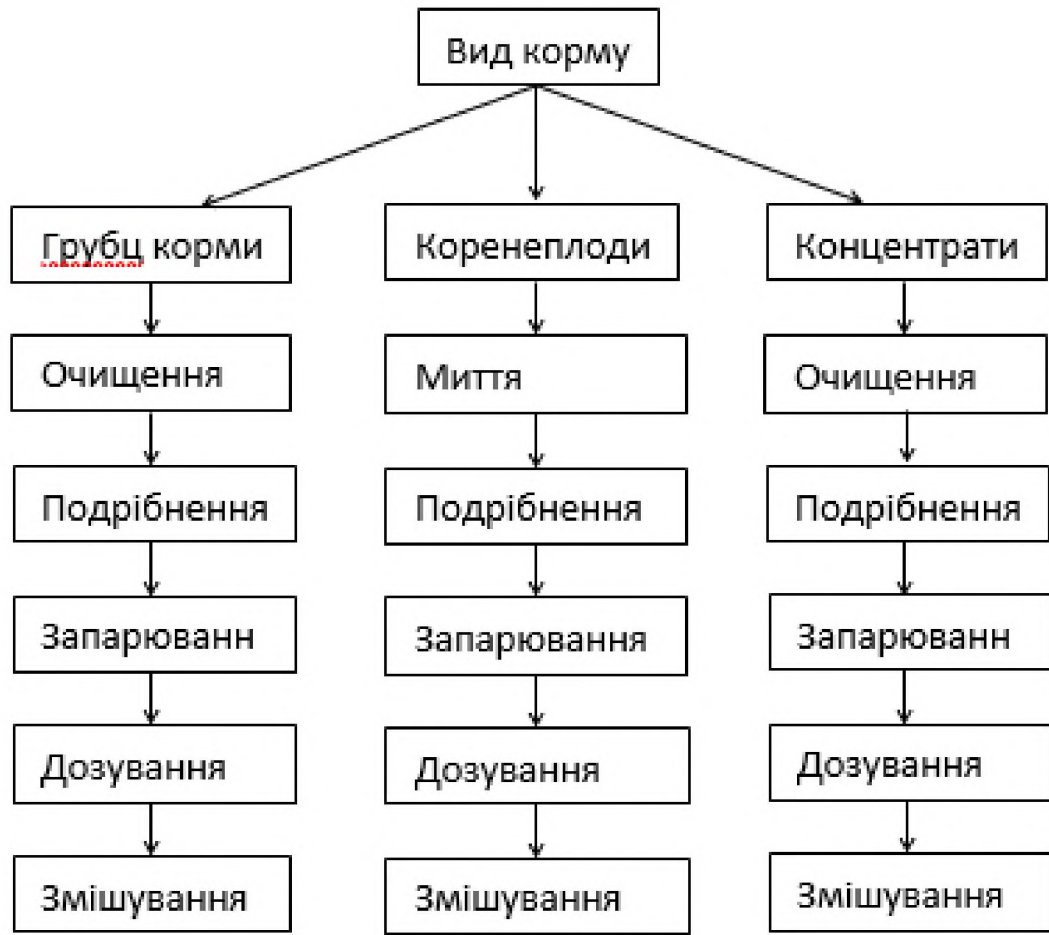 Вид корму
Грубц корми
Коренеплоди
Концентрати
Очищення
Миття
Очищення
Подрібнення
Подрібнення
Подрібнення
Запарюванн
Запарювання
Запарюванн
Дозування
Дозування
Дозування
Змішування
Змішування
Змішування